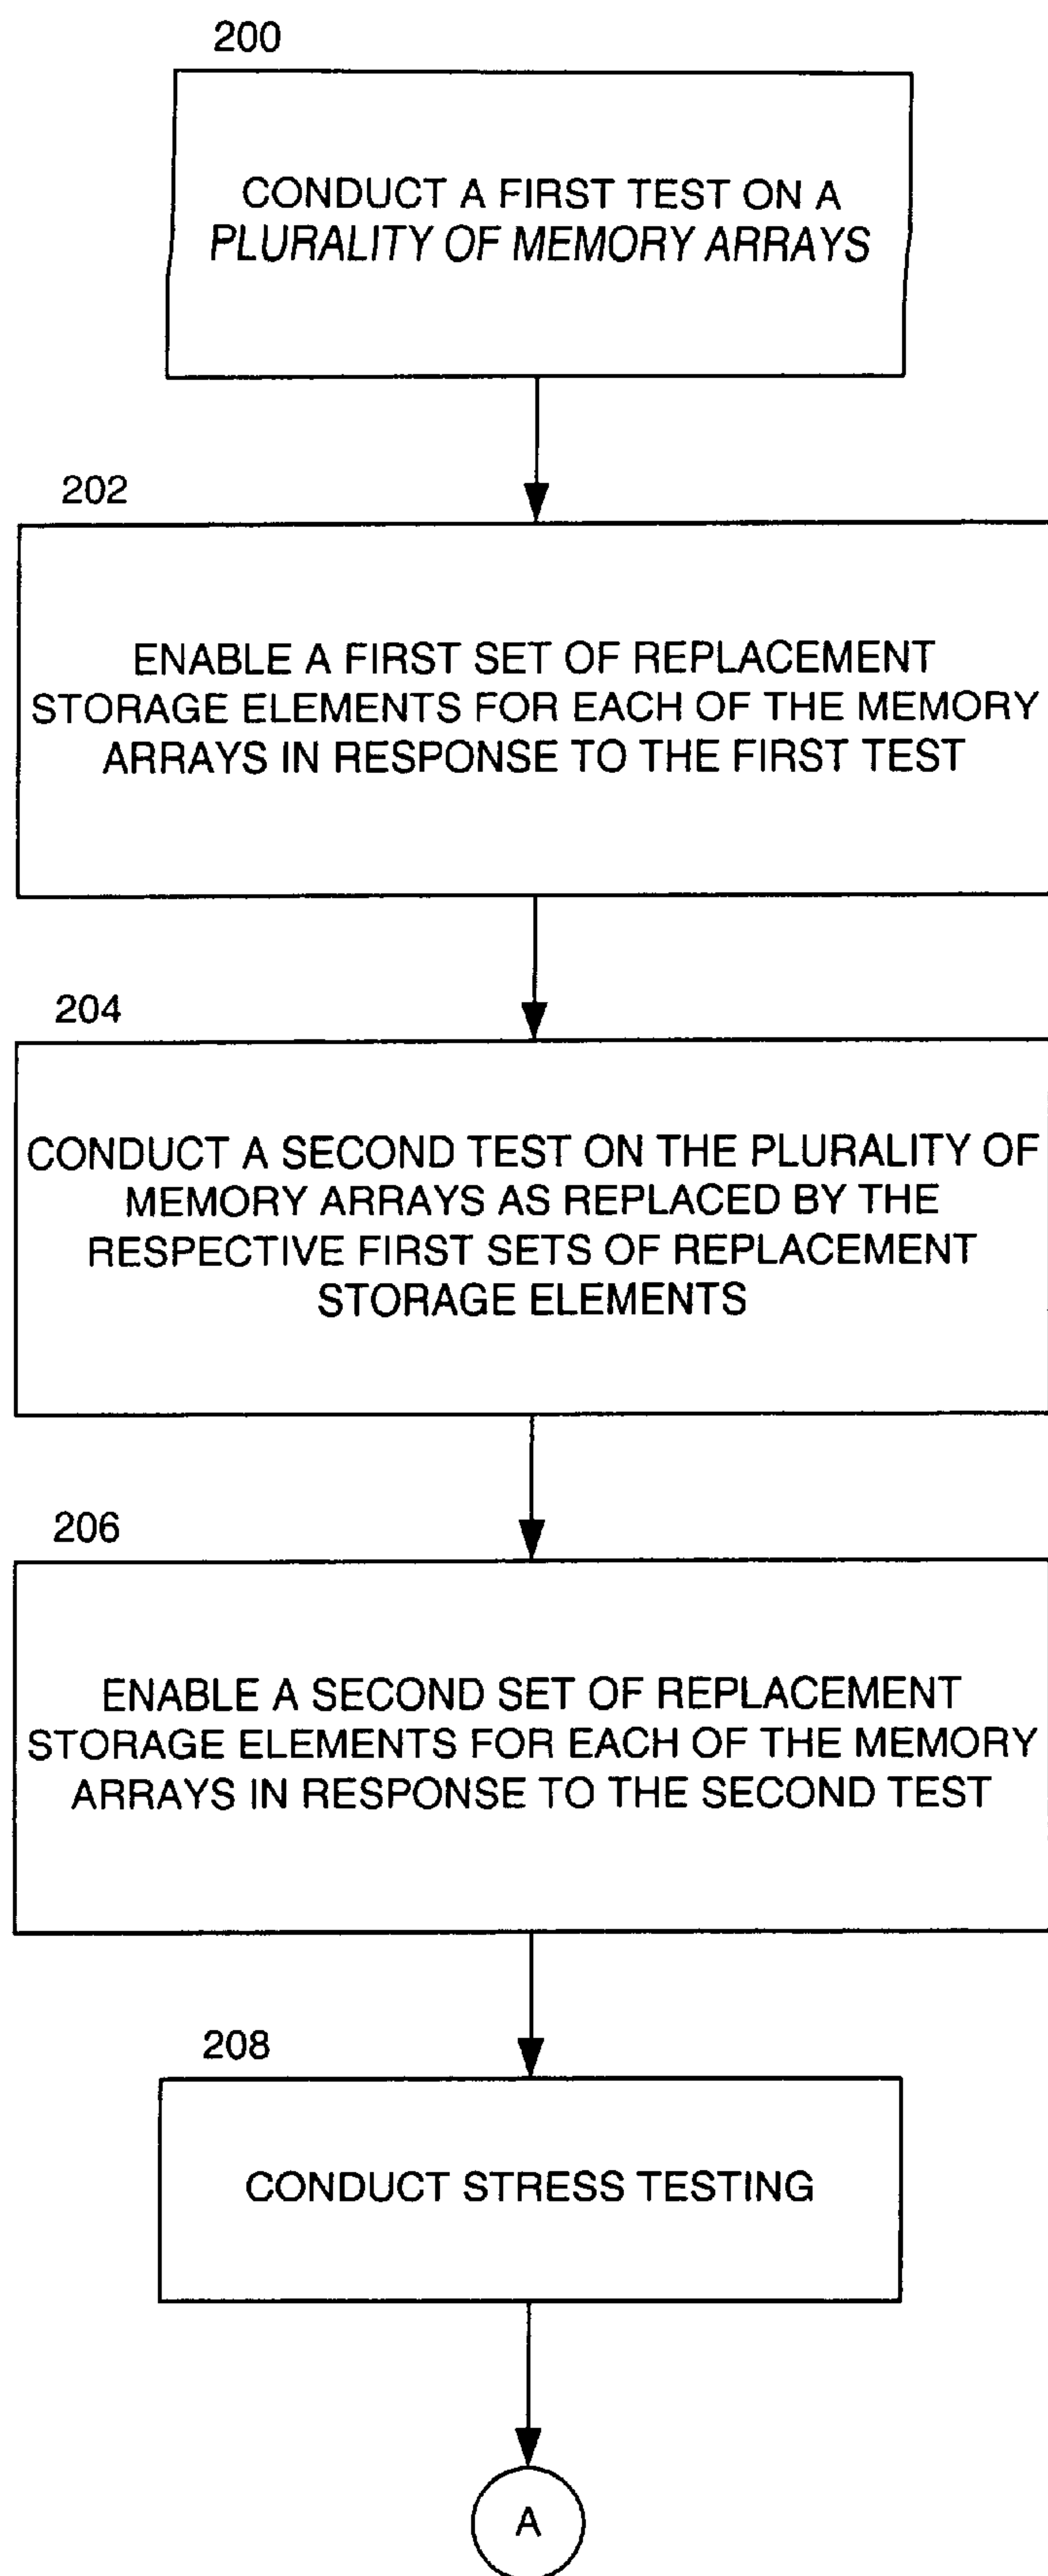 200
CONDUCT A FIRST TEST ON A
PLURALITY OF MEMORY ARRAYS
202
ENABLE A FIRST SET OF REPLACEMENT
STORAGE ELEMENTS FOR EACH OF THE MEMORY
ARRAYS IN RESPONSE TO THE FIRST TEST
204
CONDUCT A SECOND TEST ON THE PLURALITY OF
MEMORY ARRAYS AS REPLACED BY THE
RESPECTIVE FIRST SETS OF REPLACEMENT
STORAGE ELEMENTS
206
ENABLE A SECOND SET OF REPLACEMENT
STORAGE ELEMENTS FOR EACH OF THE MEMORY
ARRAYS IN RESPONSE TO THE SECOND TEST
208
CONDUCT STRESS TESTING
A